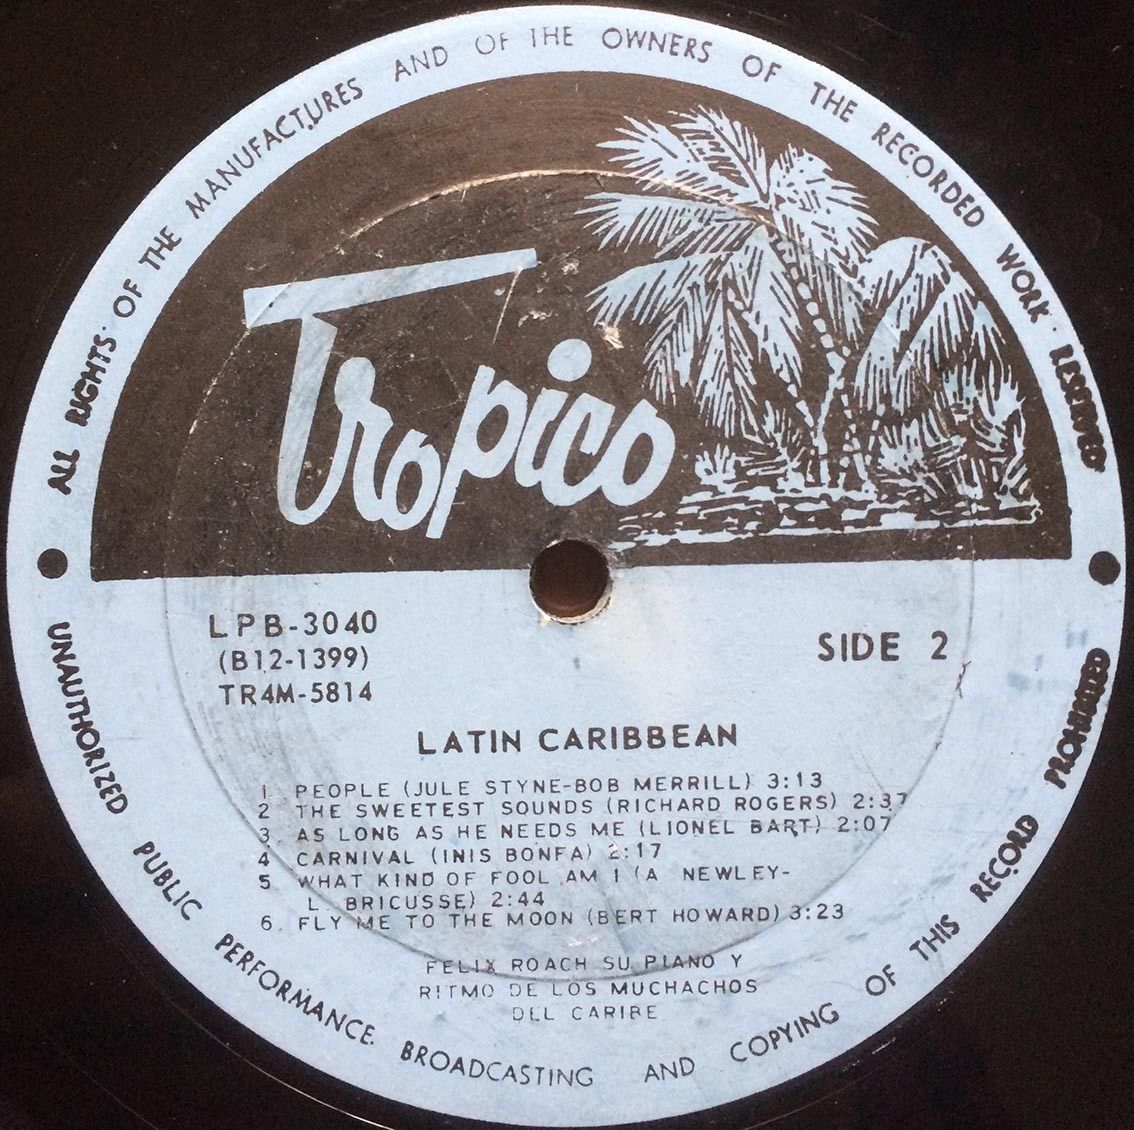 ALL RIGHTS OF THE MANUFACTURES AND OF THE OWNERS OF THE RECORDED WORK RESERVED
Tropico
LPB-3040
(B12-1399)
TR4M-5814
SIDE 2
LATIN CARIBBEAN
1. PEOPLE (JULE STYNE-BOB MERRILL) 3:13
2 THE SWEETEST SOUNDS (RICHARD ROGERS) 2:37
3. AS LONG AS HE NEEDS ME (LIONEL BART) 2:07
4 CARNIVAL (INIS BONFA) 2:17
5 WHAT KIND OF FOOL AM I (A NEWLEY-
L. BRICUSSE) 2:44
6. FLY ME TO THE MOON (BERT HOWARD) 3:23
FELIX ROACH SU PIANO Y
RITMO DE LOS MUCHACHOS
DEL CARIBE
UNAUTHORIZED PUBLIC PERFORMANCE. BROADCASTING AND COPYING OF THIS RECORD PROHIBITED